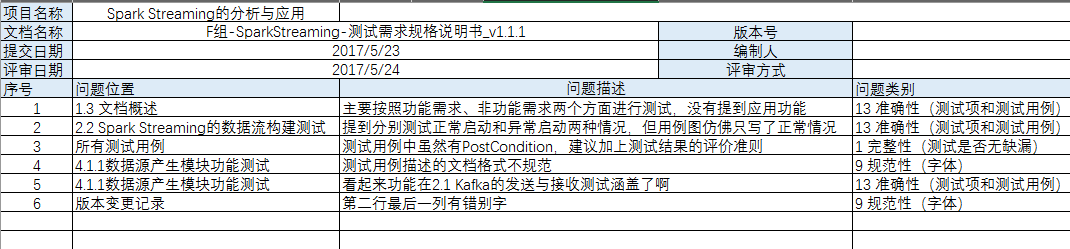 项目名称 Spark Streaming的分析与应用
文档名称 F组-SparkStreaming-测试需求规格说明书_v1.1.1 版本号
提交日期 2017/5/23 编制人
评审日期 2017/5/24 评审方式
序号 问题位置 问题描述 问题类别
1 1.3 文档概述 主要按照功能需求、非功能需求两个方面进行测试，没有提到应用功能 13 准确性（测试项和测试用例）
2 2.2 Spark Streaming的数据流构建测试 提到分别测试正常启动和异常启动两种情况，但用例图仿佛只写了正常情况 13 准确性（测试项和测试用例）
3 所有测试用例 测试用例中虽然有PostCondition，建议加上测试结果的评价准则 1 完整性（测试是否无缺漏）
4 4.1.1数据源产生模块功能测试 测试用例描述的文档格式不规范 9 规范性（字体）
5 4.1.1数据源产生模块功能测试 看起来功能在2.1 Kafka的发送与接收测试涵盖了啊 13 准确性（测试项和测试用例）
6 版本变更记录 第二行最后一列有错别字 9 规范性（字体）